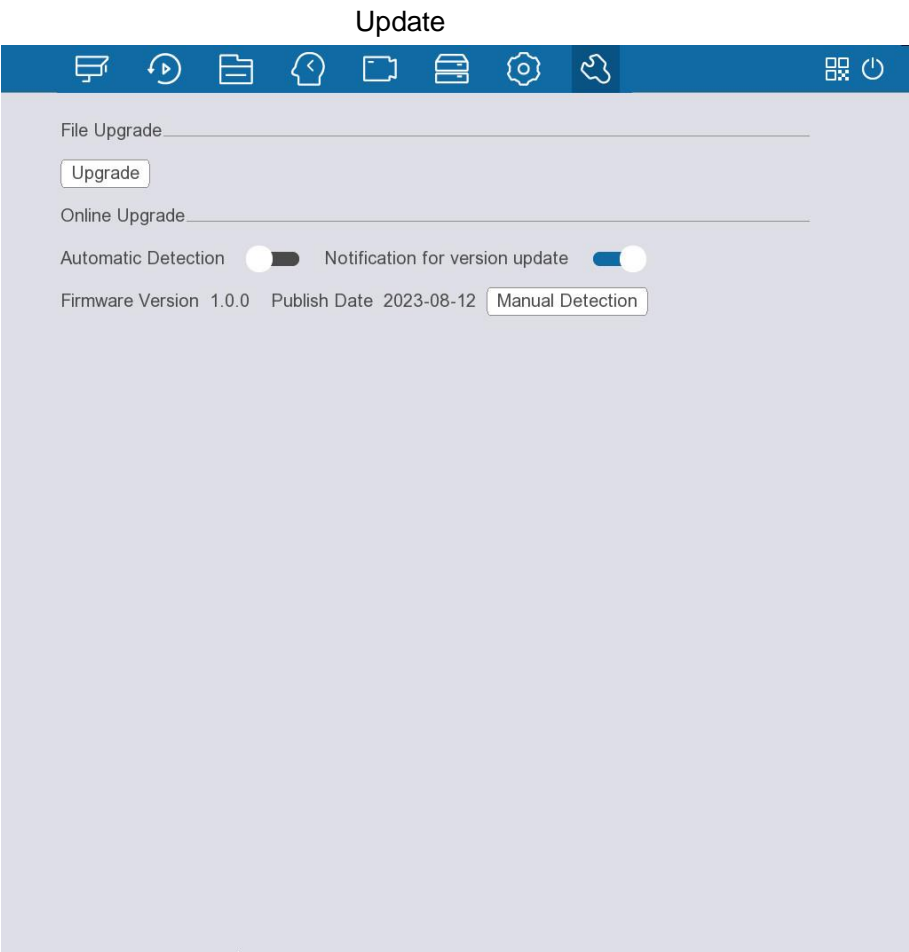 Update
File Upgrade
Upgrade
Online Upgrade
Automatic Detection Notification for version update
Firmware Version 1.0.0 Publish Date 2023-08-12 Manual Detection